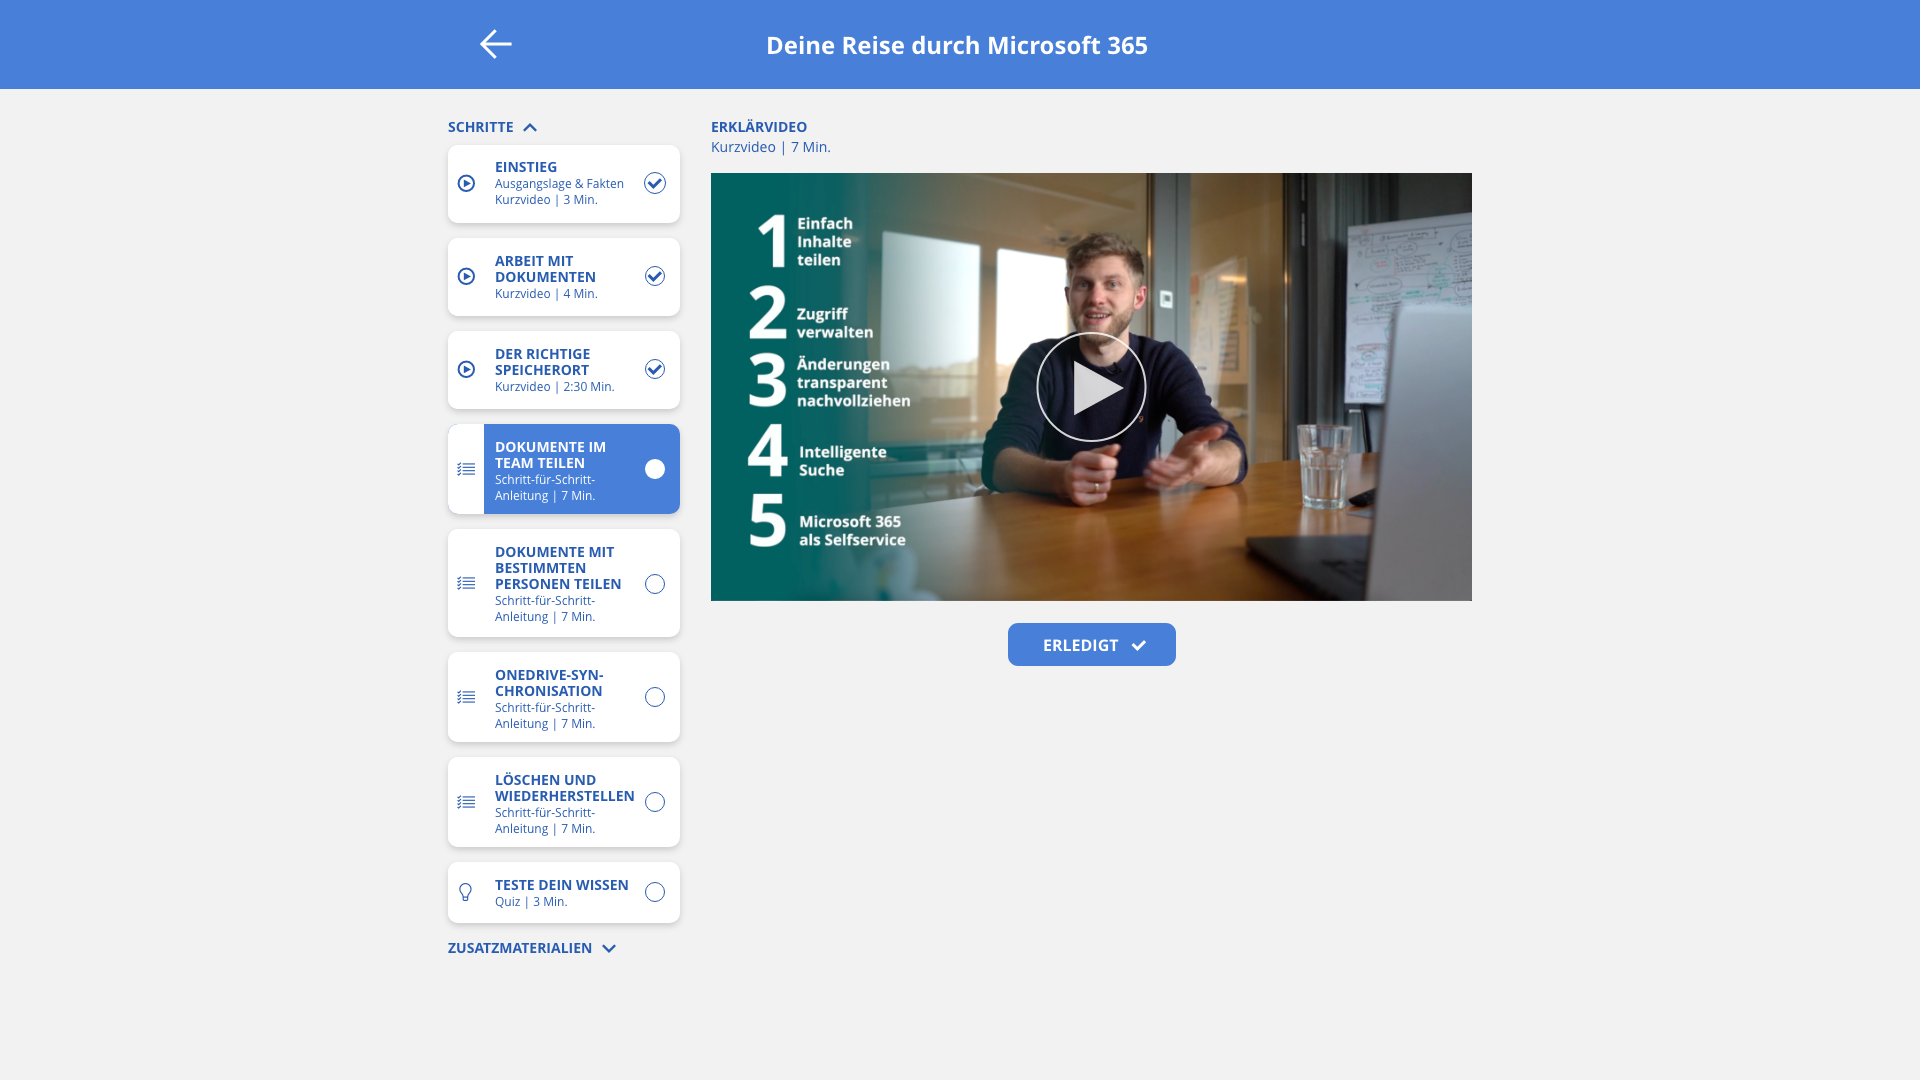 Deine Reise durch Microsoft 365
SCHRITTE
EINSTIEG
Ausgangslage & Fakten
Kurzvideo | 3 Min.
ARBEIT MIT
DOKUMENTEN
Kurzvideo | 4 Min.
DER RICHTIGE
SPEICHERORT
Kurzvideo | 2:30 Min.
DOKUMENTE IM
TEAM TEILEN
Schritt-für-Schritt-
Anleitung | 7 Min.
DOKUMENTE MIT
BESTIMMTEN
PERSONEN TEILEN
Schritt-für-Schritt-
Anleitung | 7 Min.
ONEDRIVE-SYN-
CHRONISATION
Schritt-für-Schritt-
Anleitung | 7 Min.
LÖSCHEN UND
WIEDERHERSTELLEN
Schritt-für-Schritt-
Anleitung | 7 Min.
TESTE DEIN WISSEN
Quiz | 3 Min.
ZUSATZMATERIALIEN
ERKLÄRVIDEO
Kurzvideo | 7 Min.
1 Einfach
Inhalte
teilen
2 Zugriff
verwalten
3 Änderungen
transparent
nachvollziehen
4 Intelligente
Suche
5 Microsoft 365
als Selfservice
ERLEDIGT